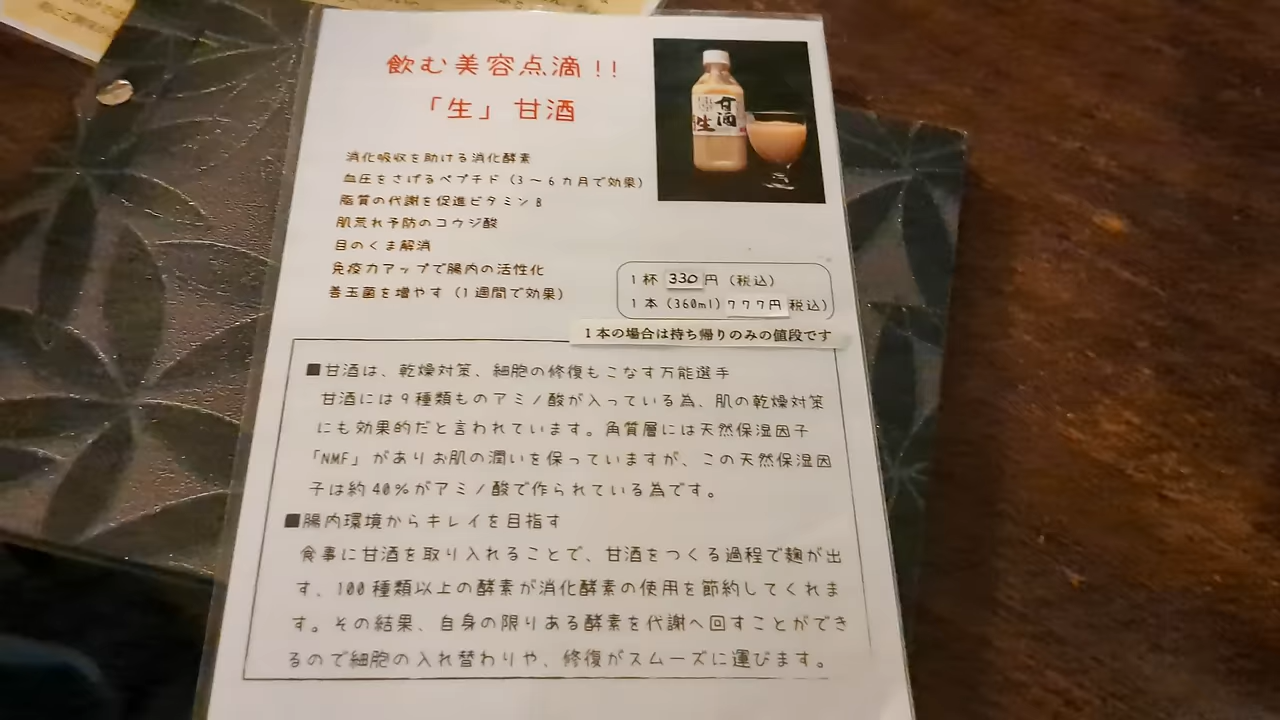 飲む美容点滴!!
「生」甘酒
甘酒
生
消化吸収を助ける消化酵素
血圧をさげるペプチド(3～6カ月で効果)
脂質の代謝を促進ビタミンB
肌荒れ予防のコウジ酸
目のくま解消
免疫力アップで腸内の活性化
善玉菌を増やす(1週間で効果)
1杯 330円(税込)
1本(360ml)777円税込)
1本の場合は持ち帰りのみの値段です
■甘酒は、乾燥対策、細胞の修復もこなす万能選手
甘酒には9種類ものアミノ酸が入っている為、肌の乾燥対策
にも効果的だと言われています。角質層には天然保湿因子
「NMF」がありお肌の潤いを保っていますが、この天然保湿因
子は約40%がアミノ酸で作られている為です。
■腸内環境からキレイを目指す
食事に甘酒を取り入れることで、甘酒をつくる過程で麹が出
す、100種類以上の酵素が消化酵素の使用を節約してくれま
す。その結果、自身の限りある酵素を代謝へ回すことができ
るので細胞の入れ替わりや、修復がスムーズに運びます。